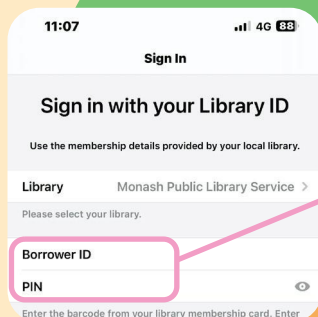 11:07
4G 88
Sign In
Sign in with your Library ID
Use the membership details provided by your local library.
Library Monash Public Library Service >
Please select your library.
Borrower ID
PIN
Enter the barcode from your library membership card. Enter